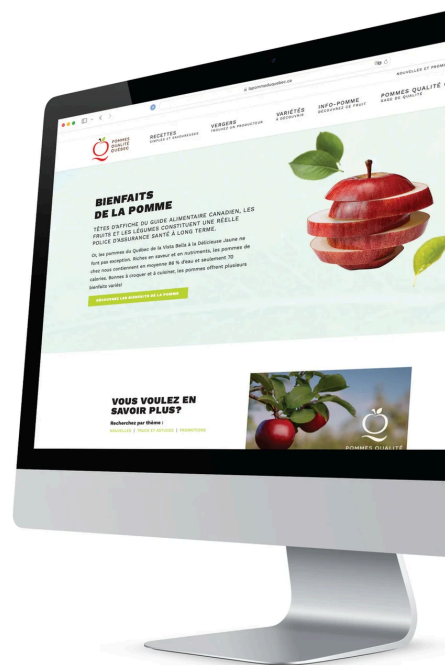 lapommeduquebec.ca
NOUVELLES ET PROM
POMMES
QUALITÉ
QUÉBEC
RECETTES
SIMPLES ET SAVOUREUSES
VERGERS
TROUVEZ UN PRODUCTEUR
VARIÉTÉS
À DÉCOUVRIR
INFO-POMME
DÉCOUVREZ CE FRUIT
POMMES QUALITÉ
GAGE DE QUALITÉ
BIENFAITS
DE LA POMME
TÊTES D'AFFICHE DU GUIDE ALIMENTAIRE CANADIEN, LES
FRUITS ET LES LÉGUMES CONSTITUENT UNE RÉELLE
POLICE D'ASSURANCE SANTÉ À LONG TERME.
Or, les pommes du Québec de la Vista Bella à la Délicieuse Jaune ne
font pas exception. Riches en saveur et en nutriments, les pommes de
chez nous contiennent en moyenne 86 % d'eau et seulement 70
calories. Bonnes à croquer et à cuisiner, les pommes offrent plusieurs
bienfaits variés!
DÉCOUVREZ LES BIENFAITS DE LA POMME
VOUS VOULEZ EN
SAVOIR PLUS?
Recherchez par thème :
NOUVELLES | TRUCS ET ASTUCES | PROMOTIONS
POMMES QUALITÉ